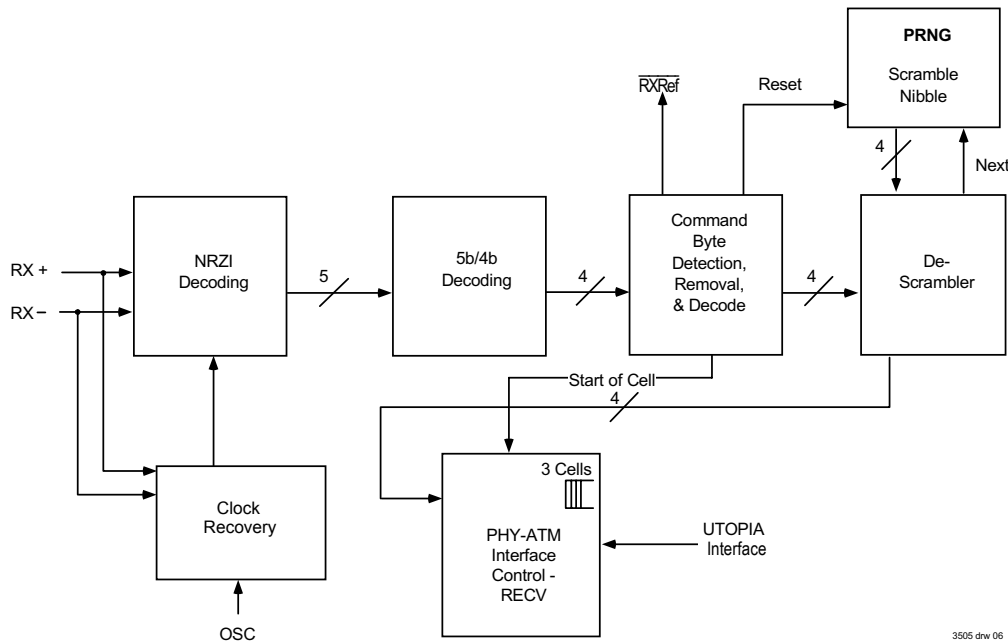 PRNG
Scramble
Nibble
RXRef
Reset
4
Next
NRZI
Decoding
5b/4b
Decoding
Command
Byte
Detection,
Removal,
& Decode
De-
Scrambler
RX +
RX –
5
4
4
Start of Cell
4
3 Cells
Clock
Recovery
PHY-ATM
Interface
Control -
RECV
UTOPIA
Interface
OSC
3505 drw 06